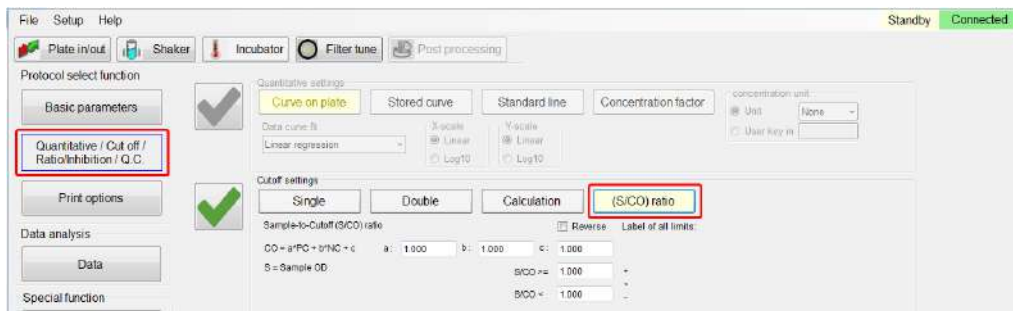 File Setup Help
Standby Connected
Plate in/out Shaker Incubator Filter tune Post processing
Protocol select function
Basic parameters
Quantitative / Cut off /
Ratio/Inhibition / Q.C.
Print options
Data analysis
Data
Special function
Quantitative settings
Curve on plate Stored curve Standard line Concentration factor
concentration unit
Unit None
User key in
Data curve fit
Linear regression
X-scale
Linear
Log10
Y-scale
Linear
Log10
Cutoff settings
Single Double Calculation (S/CO) ratio
Sample-to-Cutoff (S/CO) ratio Reverse Label of all limits:
CO = a*PC + b*NC + c a: 1.000 b: 1.000 c: 1.000
S = Sample OD
S/CO >= 1.000 +
S/CO < 1.000 -